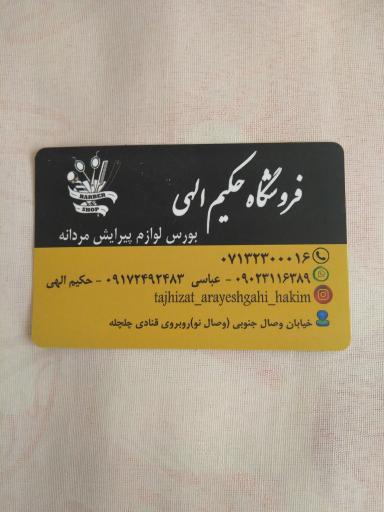 فروشگاه حکیم الهی
BARBER
SHOP
بورس لوازم پیرایش مردانه
۰۷۱۳۲۳۰۰۰۱۶
۰۹۰۲۳۱۱۶۳۸۹ - عباسی ۰۹۱۷۲۴۹۲۴۸۳ - حکیم الهی
tajhizat_arayeshgahi_hakim
خیابان وصال جنوبی (وصال نو)روبروی قنادی چلچله